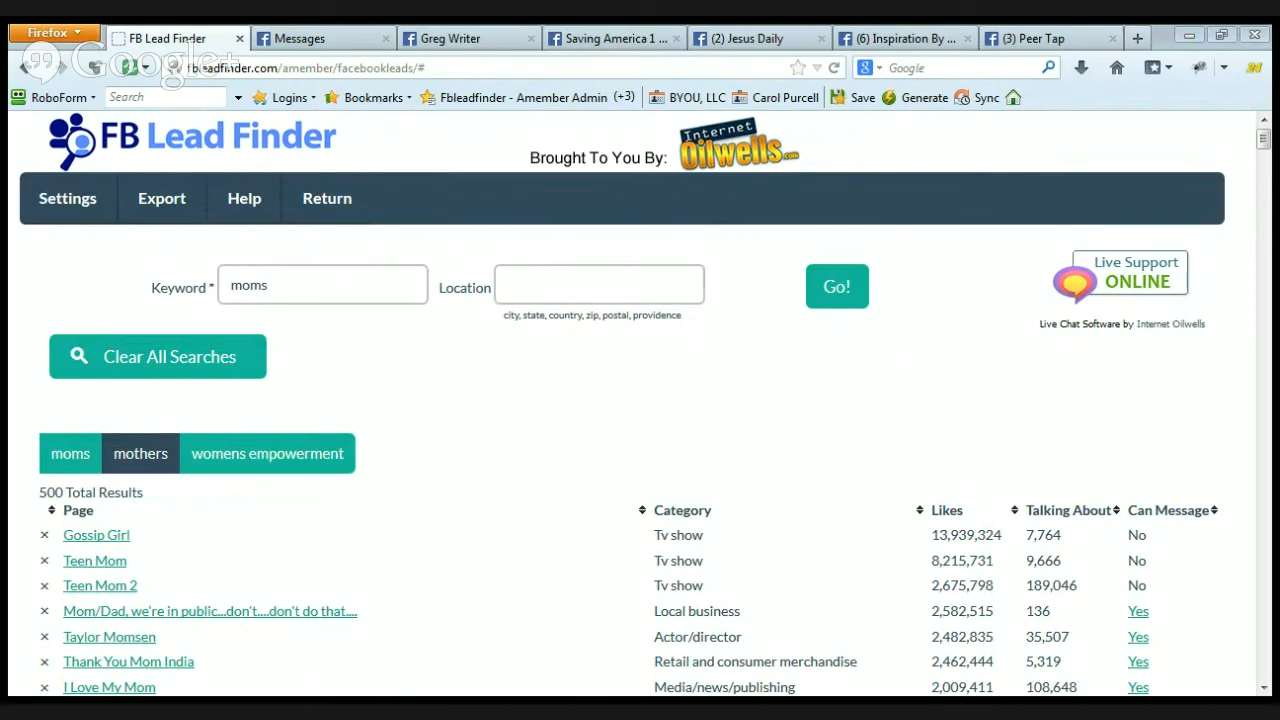 Firefox
FB Lead Finder × Messages × Greg Writer × Saving America 1 ... × (2) Jesus Daily × (6) Inspiration By ... × (3) Peer Tap × +
Google+
fbleadfinder.com/amember/facebookleads/# Google
RoboForm Search Logins Bookmarks Fbleadfinder - Amember Admin (+3) BYOU, LLC Carol Purcell Save Generate Sync
FB Lead Finder
Brought To You By: Internet Oilwells.com
Settings Export Help Return
Keyword * moms Location Go!
city, state, country, zip, postal, providence
Live Support
ONLINE
Live Chat Software by Internet Oilwells
Clear All Searches
moms mothers womens empowerment
500 Total Results
Page Category Likes Talking About Can Message
× Gossip Girl Tv show 13,939,324 7,764 No
× Teen Mom Tv show 8,215,731 9,666 No
× Teen Mom 2 Tv show 2,675,798 189,046 No
× Mom/Dad, we're in public...don't....don't do that.... Local business 2,582,515 136 Yes
× Taylor Momsen Actor/director 2,482,835 35,507 Yes
× Thank You Mom India Retail and consumer merchandise 2,462,444 5,319 Yes
× I Love My Mom Media/news/publishing 2,009,411 108,648 Yes